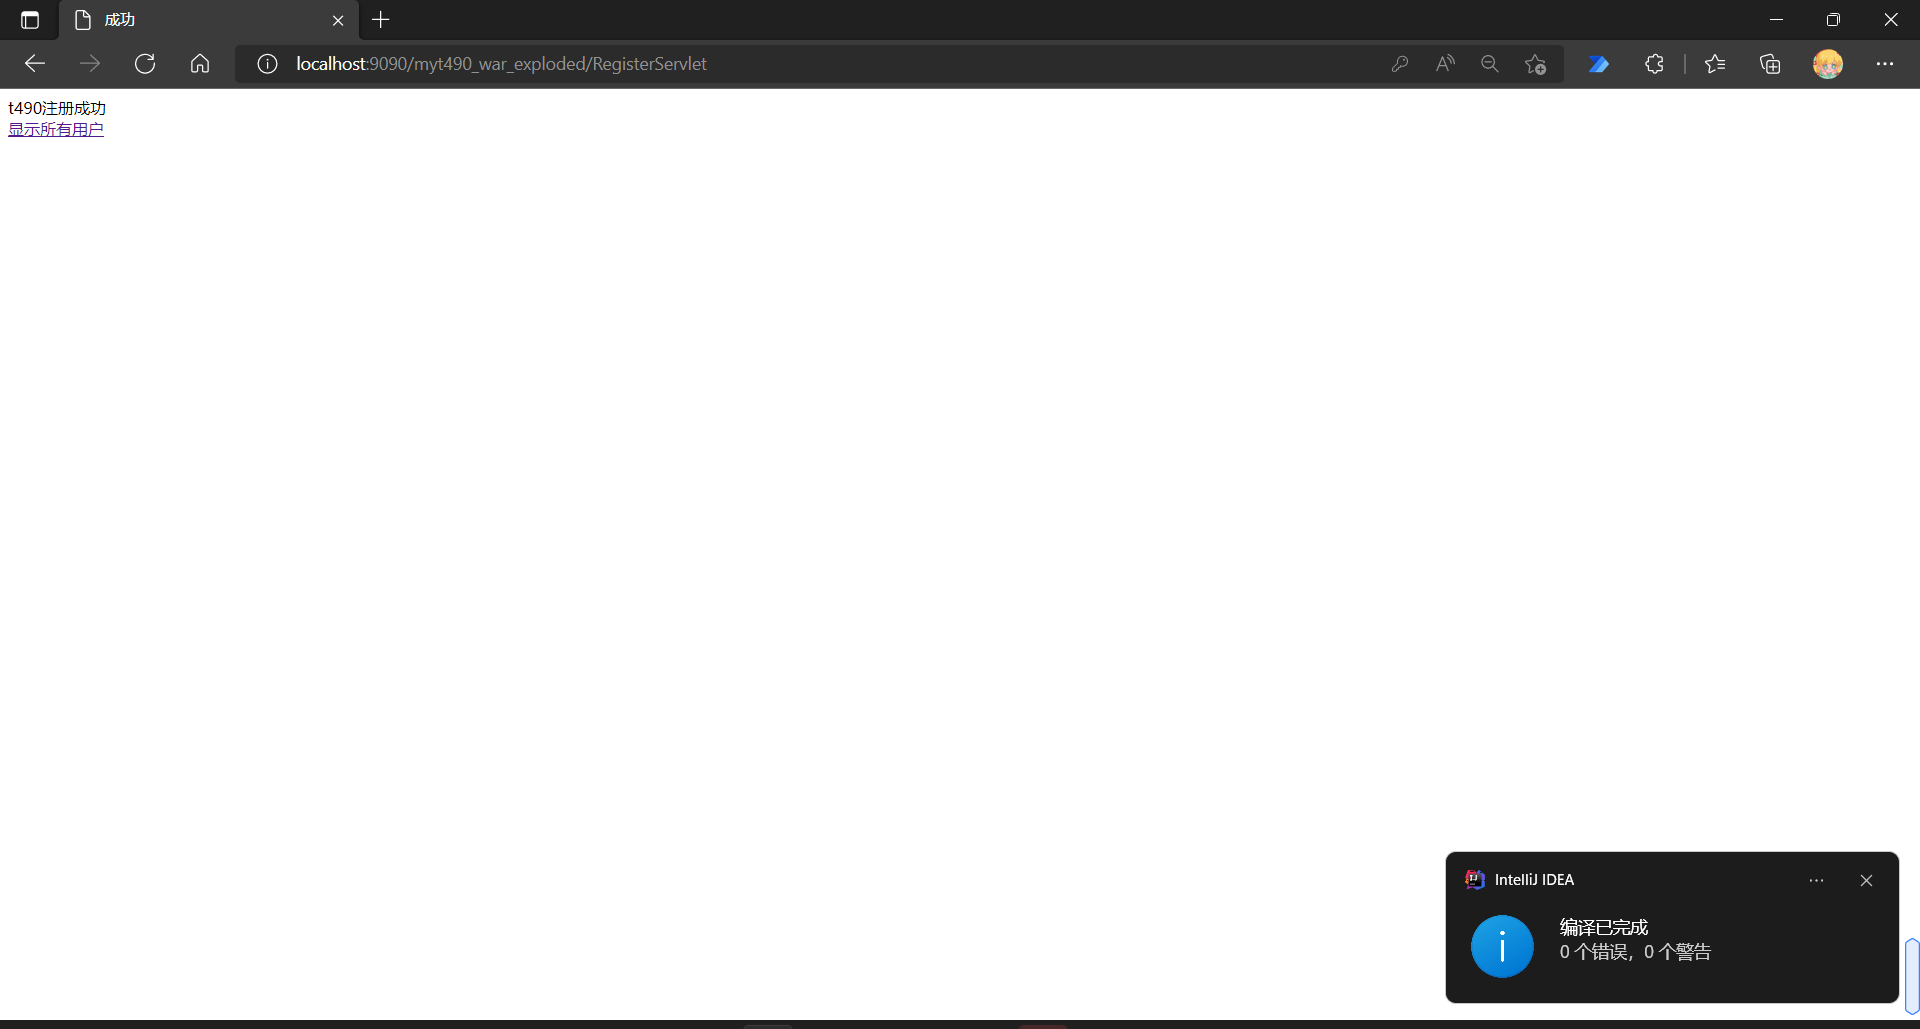 成功
localhost:9090/myt490_war_exploded/RegisterServlet
t490注册成功
显示所有用户
IntelliJ IDEA
编译已完成
0 个错误，0 个警告